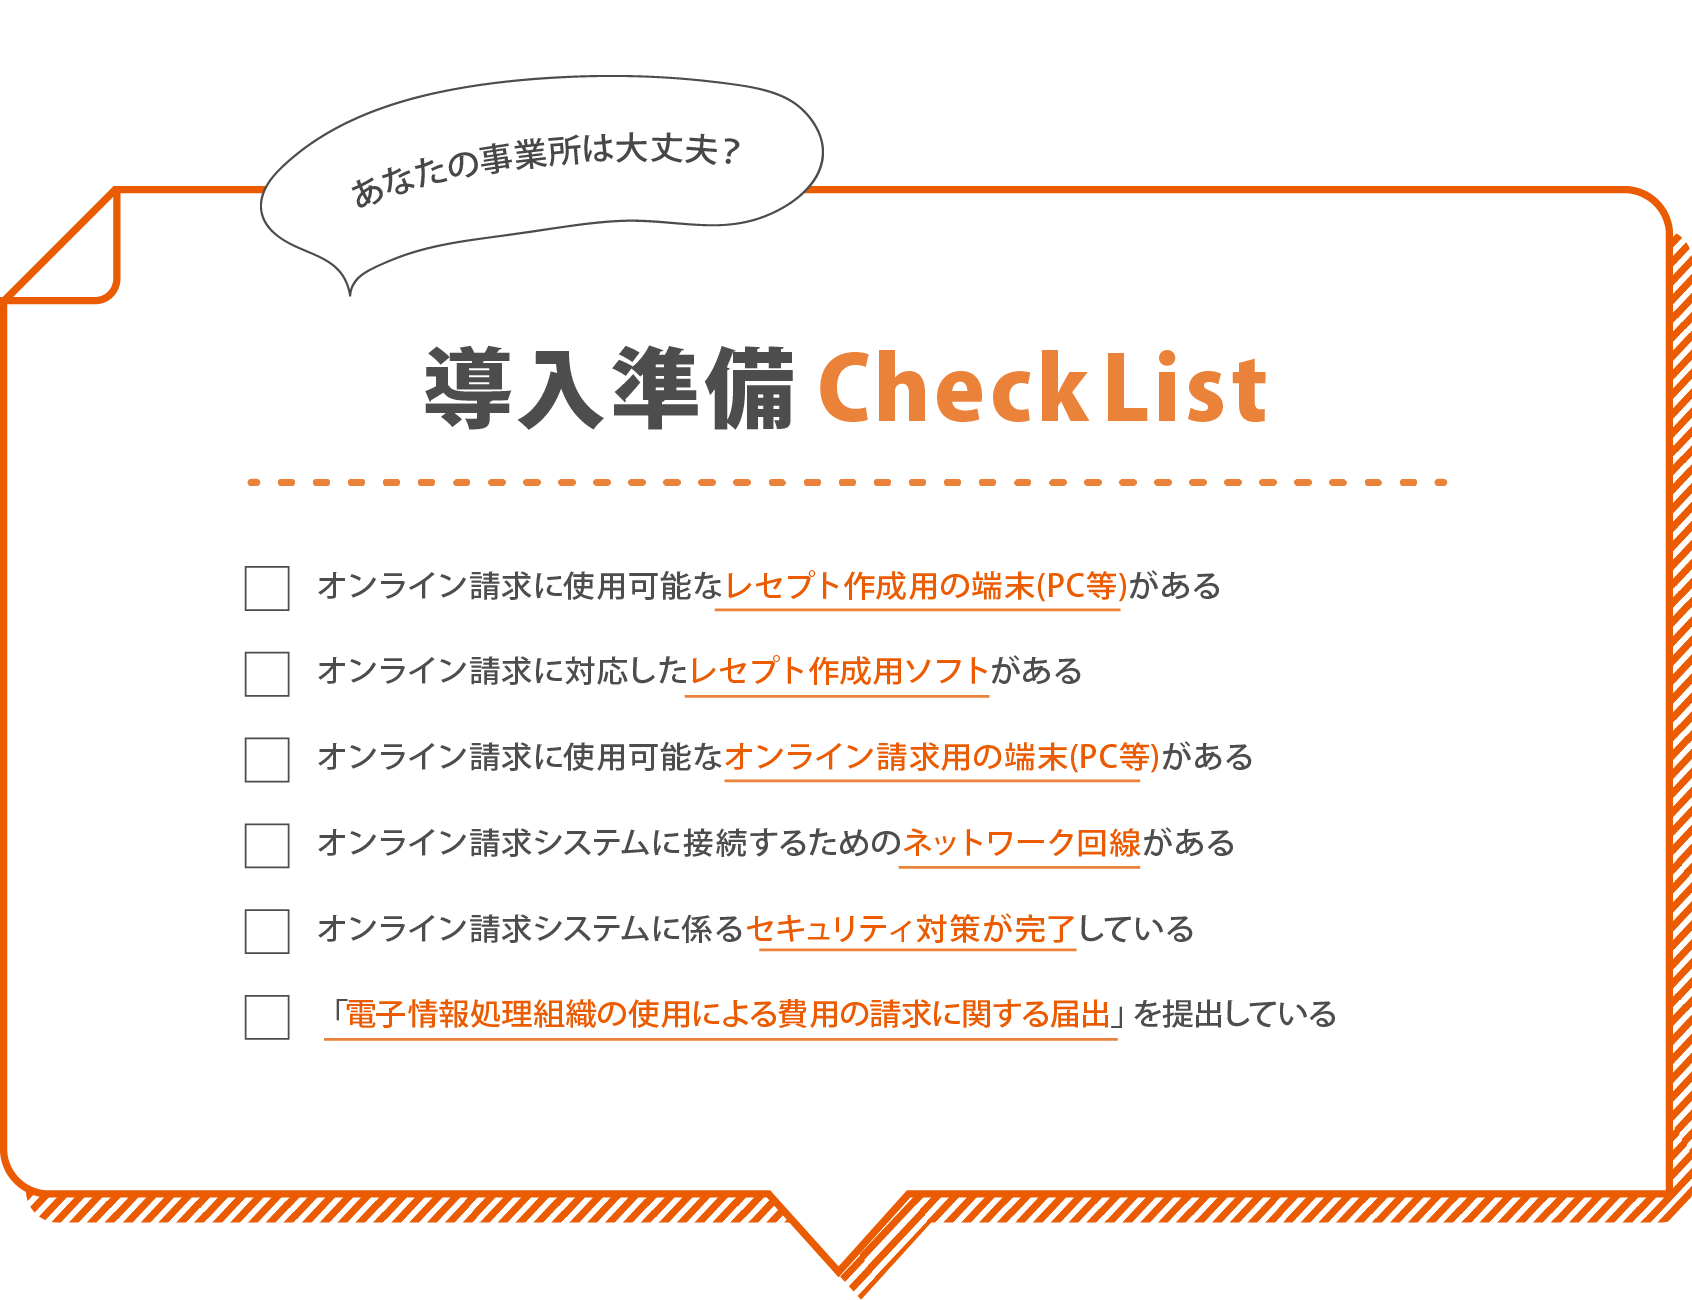 あなたの事業所は大丈夫？
導入準備 Check List
オンライン請求に使用可能なレセプト作成用の端末(PC等)がある
オンライン請求に対応したレセプト作成用ソフトがある
オンライン請求に使用可能なオンライン請求用の端末(PC等)がある
オンライン請求システムに接続するためのネットワーク回線がある
オンライン請求システムに係るセキュリティ対策が完了している
「電子情報処理組織の使用による費用の請求に関する届出」を提出している